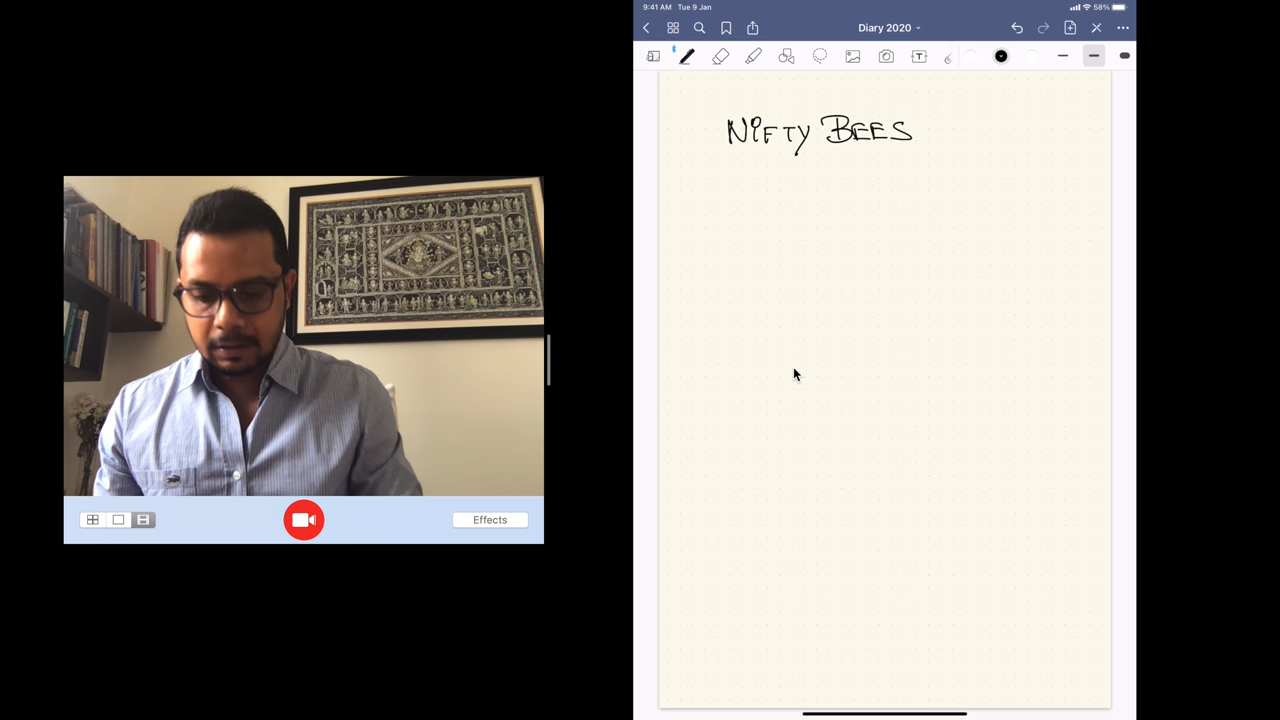 9:41 AM Tue 9 Jan
58%
Diary 2020
T
NIFTY BEES
Effects